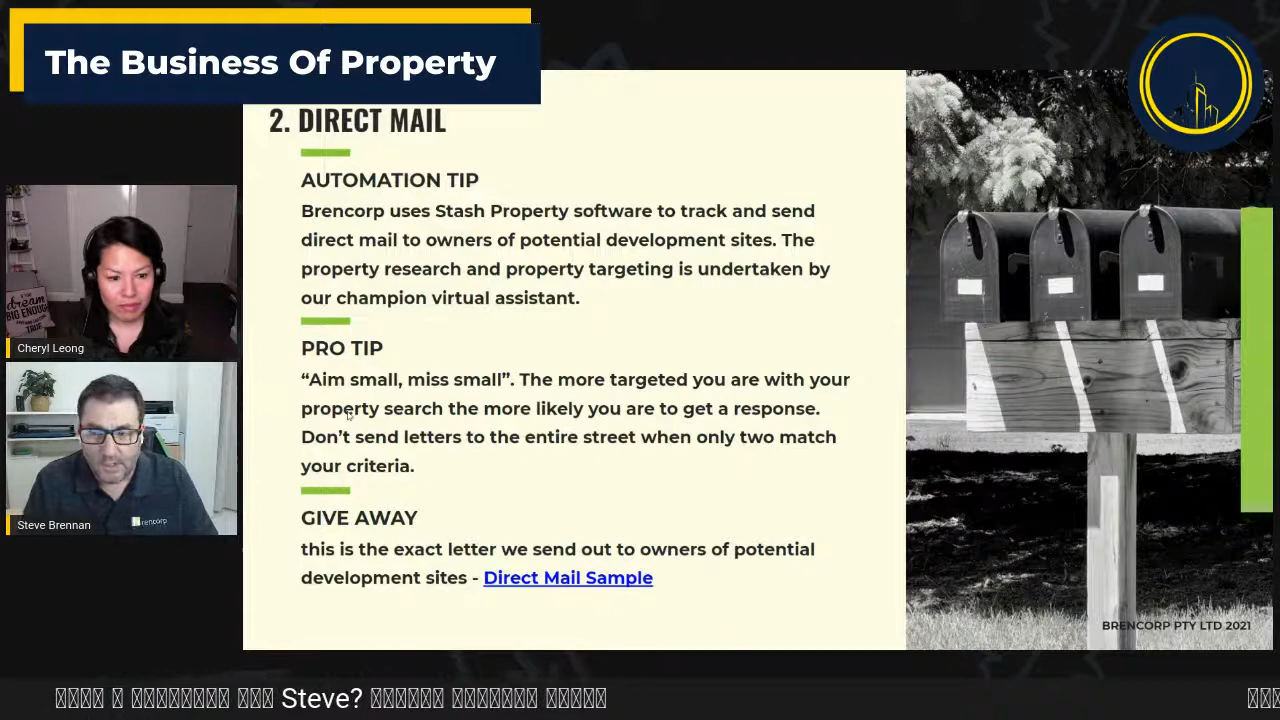 The Business Of Property
2. DIRECT MAIL
AUTOMATION TIP
Brencorp uses Stash Property software to track and send
direct mail to owners of potential development sites. The
property research and property targeting is undertaken by
our champion virtual assistant.
PRO TIP
“Aim small, miss small”. The more targeted you are with your
property search the more likely you are to get a response.
Don’t send letters to the entire street when only two match
your criteria.
GIVE AWAY
this is the exact letter we send out to owners of potential
development sites - Direct Mail Sample
BRENCORP PTY LTD 2021
dream
BIG ENOUGH
TRUE
Cheryl Leong
rencorp
Steve Brennan
Steve?